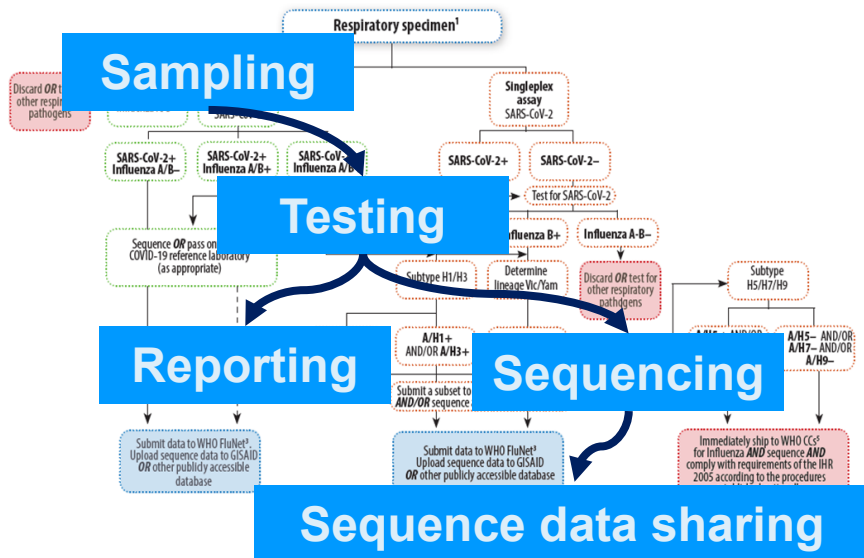 Respiratory specimen¹
Sampling
Discard OR t
other respir
pathogens
Singleplex
assay
SARS-CoV-2
SARS-CoV-2+
Influenza A/B–
SARS-CoV-2+
Influenza A/B+
SARS-CoV
Influenza A/B
SARS-CoV-2+
SARS-CoV-2–
Testing
Test for SARS-CoV-2
Sequence OR pass on
COVID-19 reference laboratory
(as appropriate)
nfluenza B+
Influenza A-B–
Subtype H1/H3
Determine
lineage Vic/Yam
Discard OR test for
other respiratory
pathogens
Subtype
H5/H7/H9
Reporting
A/H1+
AND/OR A/H3+
Sequencing
AND/OR
A/H5– AND/OR
A/H7– AND/OR
A/H9–
Submit a subset to
AND/OR sequence
Submit data to WHO FluNet³.
Upload sequence data to GISAID
OR other publicly accessible
database
Submit data to WHO FluNet³
Upload sequence data to GISAID
OR other publicly accessible database
Immediately ship to WHO CCs⁵
for Influenza AND sequence AND
comply with requirements of the IHR
2005 according to the procedures
Sequence data sharing